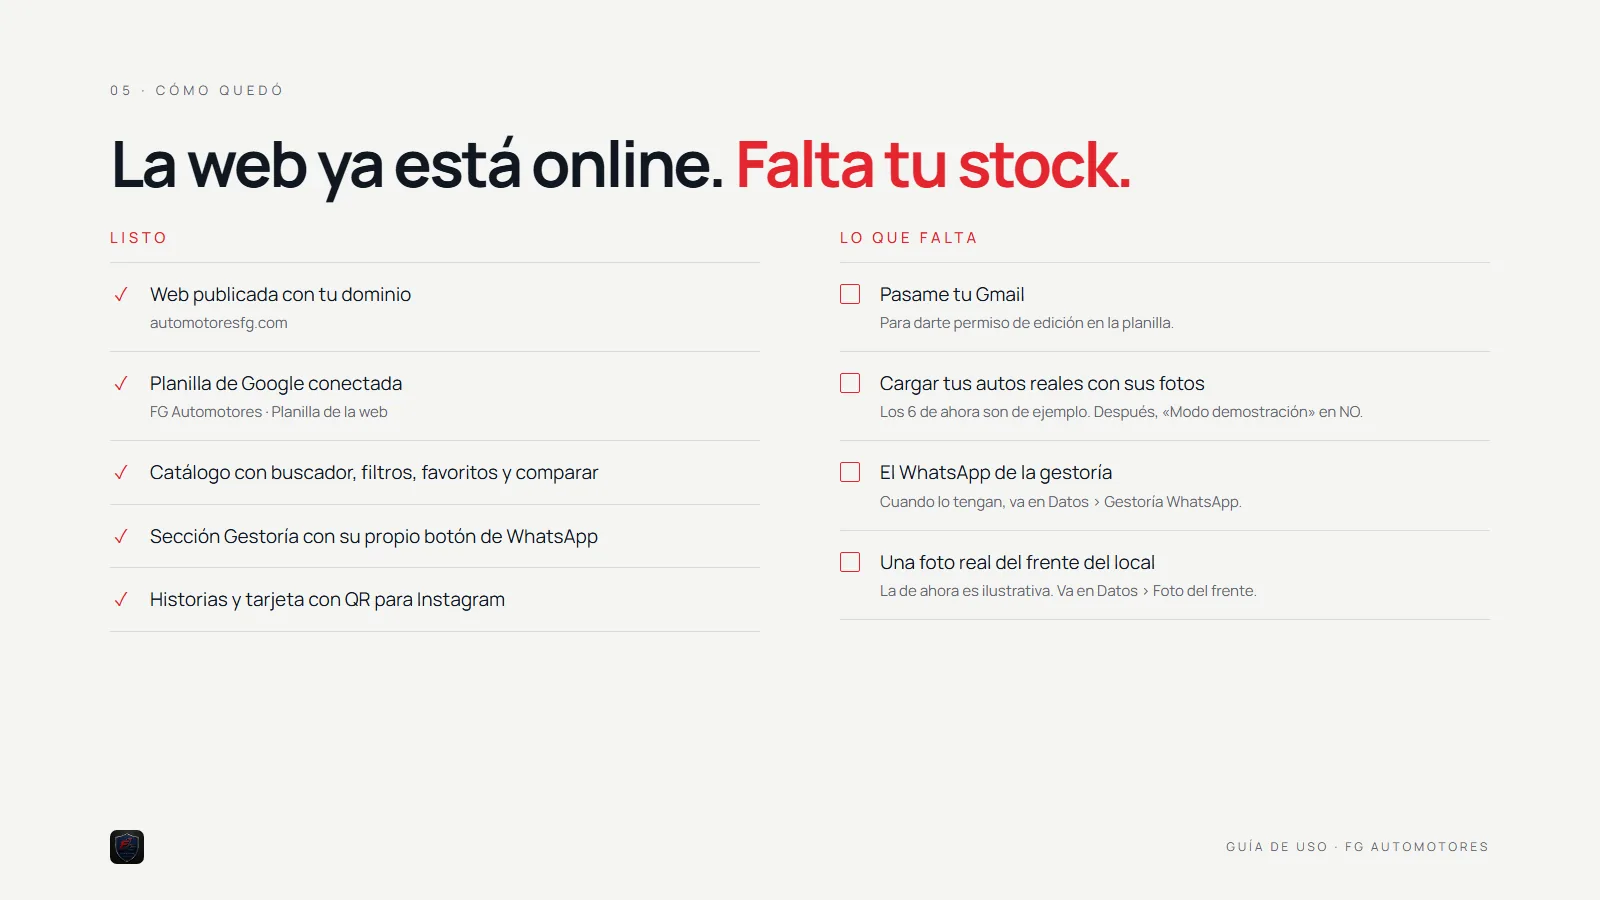 05 · CÓMO QUEDÓ
La web ya está online. Falta tu stock.
LISTO
✓ Web publicada con tu dominio
automotoresfg.com
✓ Planilla de Google conectada
FG Automotores · Planilla de la web
✓ Catálogo con buscador, filtros, favoritos y comparar
✓ Sección Gestoría con su propio botón de WhatsApp
✓ Historias y tarjeta con QR para Instagram
LO QUE FALTA
Pasame tu Gmail
Para darte permiso de edición en la planilla.
Cargar tus autos reales con sus fotos
Los 6 de ahora son de ejemplo. Después, «Modo demostración» en NO.
El WhatsApp de la gestoría
Cuando lo tengan, va en Datos › Gestoría WhatsApp.
Una foto real del frente del local
La de ahora es ilustrativa. Va en Datos › Foto del frente.
GUÍA DE USO · FG AUTOMOTORES